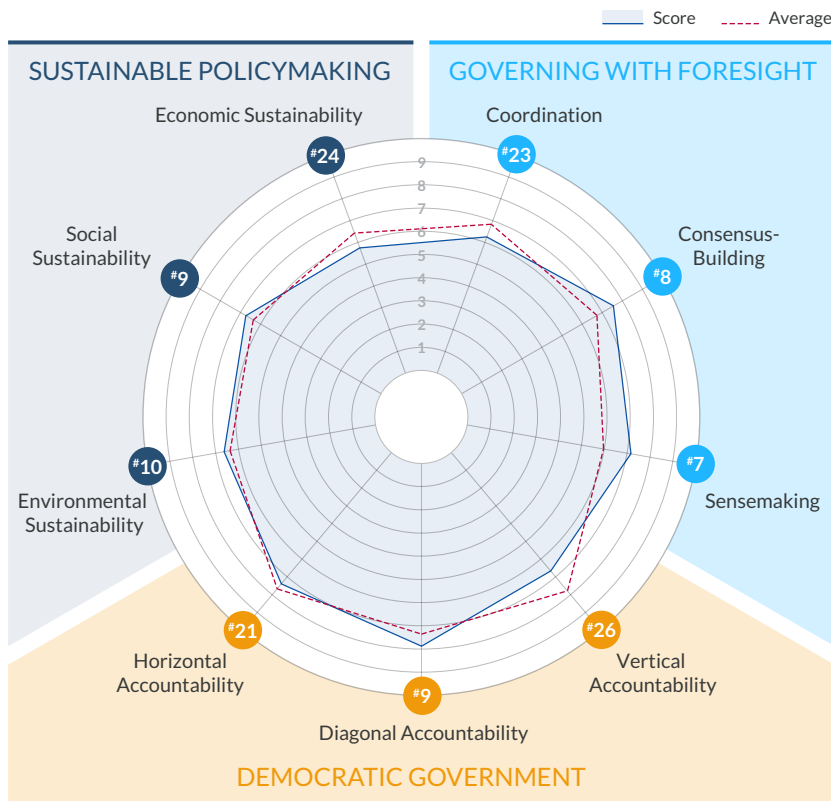 Score
Average
SUSTAINABLE POLICYMAKING
GOVERNING WITH FORESIGHT
Economic Sustainability
Coordination
#24
#23
9
8
7
6
5
4
3
2
1
Social
Sustainability
#9
Consensus-
Building
#8
#10
Environmental
Sustainability
#7
Sensemaking
#21
Horizontal
Accountability
#26
Vertical
Accountability
#9
Diagonal Accountability
DEMOCRATIC GOVERNMENT